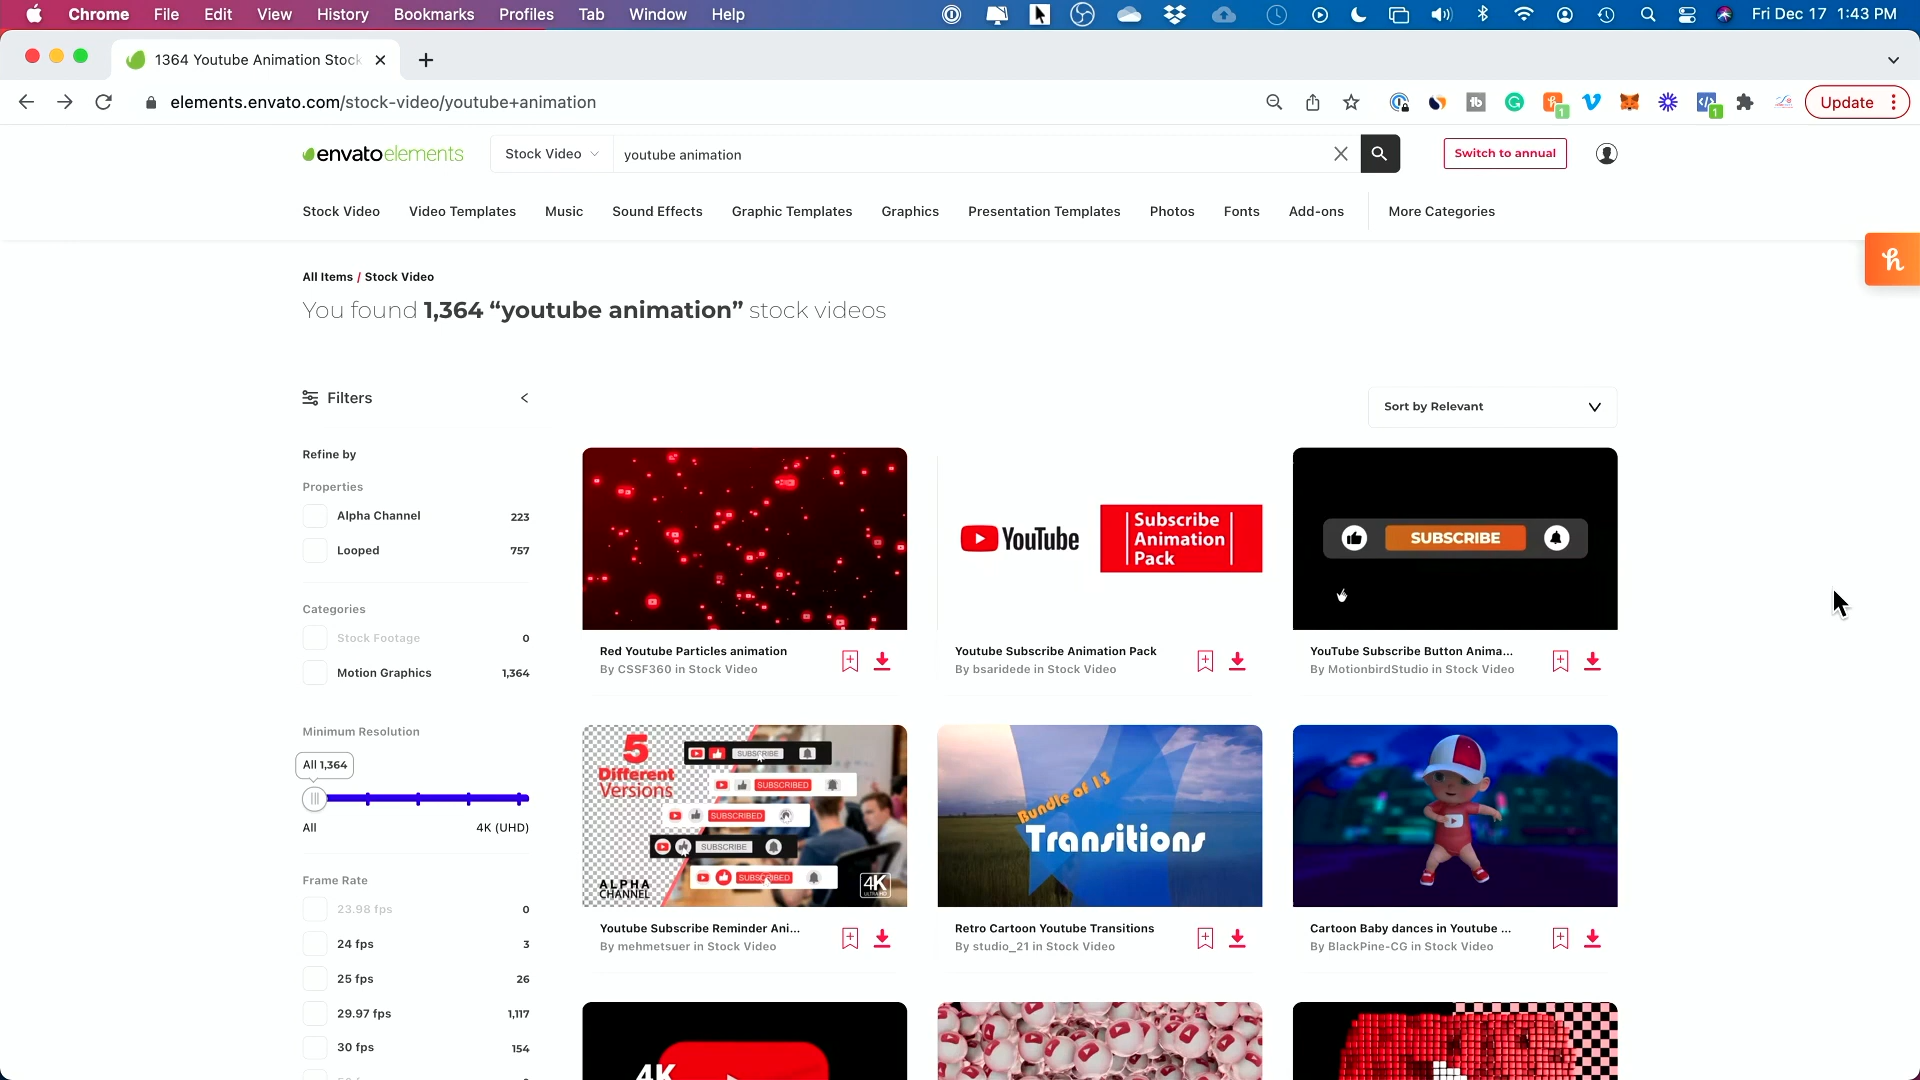 Chrome File Edit View History Bookmarks Profiles Tab Window Help Fri Dec 17 1:43 PM
1364 Youtube Animation Stock
elements.envato.com/stock-video/youtube+animation Update
envato elements Stock Video youtube animation Switch to annual
Stock Video Video Templates Music Sound Effects Graphic Templates Graphics Presentation Templates Photos Fonts Add-ons More Categories
All Items / Stock Video
You found 1,364 “youtube animation” stock videos
Filters
Sort by Relevant
Refine by
Properties
Alpha Channel 223
Looped 757
Categories
Stock Footage 0
Motion Graphics 1,364
Minimum Resolution
All 1,364
All 4K (UHD)
Frame Rate
23.98 fps 0
24 fps 3
25 fps 26
29.97 fps 1,117
30 fps 154
YouTube
Subscribe
Animation
Pack
SUBSCRIBE
Red Youtube Particles animation
By CSSF360 in Stock Video
Youtube Subscribe Animation Pack
By bsaridede in Stock Video
YouTube Subscribe Button Anima...
By MotionbirdStudio in Stock Video
5
Different
Versions
SUBSCRIBE
SUBSCRIBED
SUBSCRIBED
SUBSCRIBE
SUBSCRIBED
ALPHA
CHANNEL
4K
ULTRA HD
Bundle of 13
Transitions
Youtube Subscribe Reminder Ani...
By mehmetsuer in Stock Video
Retro Cartoon Youtube Transitions
By studio_21 in Stock Video
Cartoon Baby dances in Youtube ...
By BlackPine-CG in Stock Video
4K